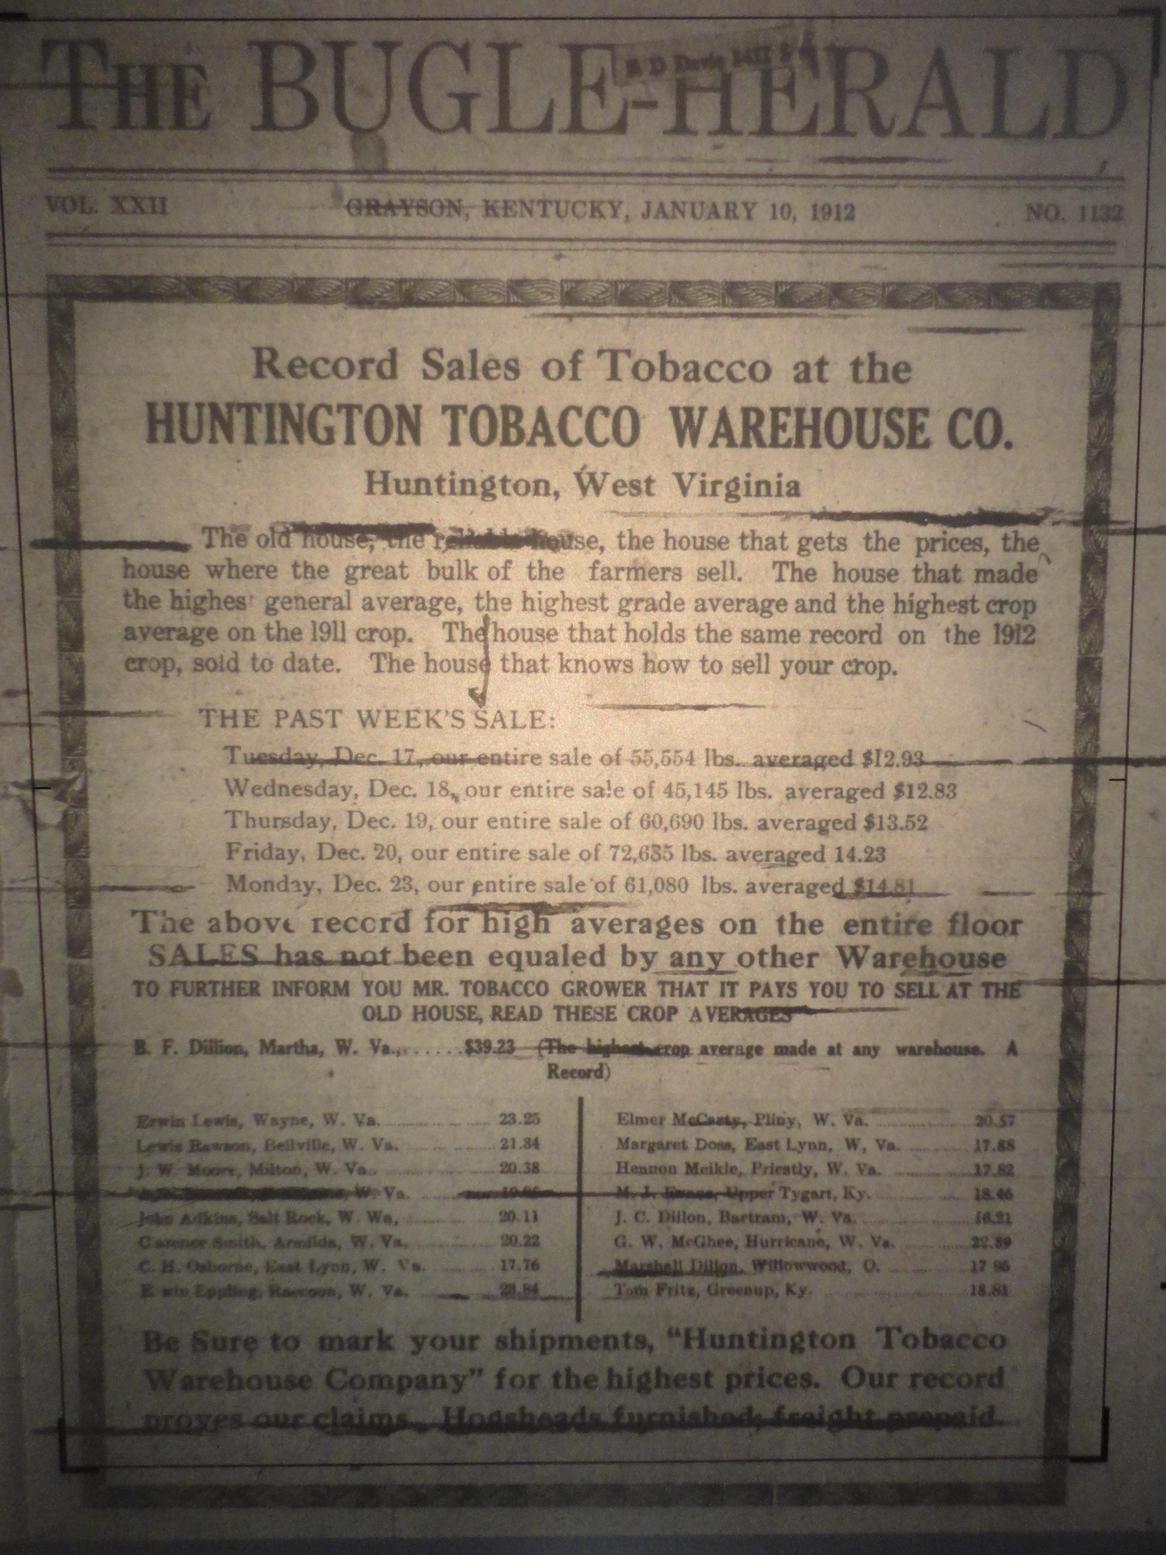 THE BUGLE-HERALD
VOL. XXII GRAYSON, KENTUCKY, JANUARY 10, 1912 NO. 1132
Record Sales of Tobacco at the
HUNTINGTON TOBACCO WAREHOUSE CO.
Huntington, West Virginia
The old house, the reliable house, the house that gets the prices, the
house where the great bulk of the farmers sell. The house that made
the highest general average, the highest grade average and the highest crop
average on the 1911 crop. The house that holds the same record on the 1912
crop, sold to date. The house that knows how to sell your crop.
THE PAST WEEK'S SALE:
Tuesday, Dec. 17, our entire sale of 55,554 lbs. averaged $12.93
Wednesday, Dec. 18, our entire sale of 45,145 lbs. averaged $12.83
Thursday, Dec. 19, our entire sale of 60,690 lbs. averaged $13.52
Friday, Dec. 20, our entire sale of 72,635 lbs. averaged 14.23
Monday, Dec. 23, our entire sale of 61,080 lbs. averaged $14.81
The above record for high averages on the entire floor
SALES has not been equaled by any other Warehouse
TO FURTHER INFORM YOU MR. TOBACCO GROWER THAT IT PAYS YOU TO SELL AT THE
OLD HOUSE, READ THESE CROP AVERAGES
B. F. Dillion, Martha, W. Va.,.....$39.23 (The highest crop average made at any warehouse. A
Record)
Erwin Lewis, Wayne, W. Va. 23.25
Lewis Rawson, Bellville, W. Va. 21.34
J. W. Moore, Milton, W. Va. 20.38
W. Va.
John Adkins, Salt Rock, W. Wa, 20.11
Smith, Armilda, W. Va. 20.22
C. H. Osborne, East Lynn, W. Va. 17.76
Eppling, Raccoon, W. Va.
Elmer McCarty, Pliny, W. Va. 20.57
Margaret Doss, East Lynn, W, Va. 17.88
Hennon Meikle, Priestly, W. Va. 17.82
M. J. Evans, Upper Tygart, Ky. 18.46
J. C. Dillon, Bartram, W. Va.
G. W. McGhee, Hurricane, W. Va. 22.89
Marshall Dillon, Willowwood, O. 17 96
Tom Fritz, Greenup, Ky. 18.81
Be Sure to mark your shipments, "Huntington Tobacco
Warehouse Company" for the highest prices. Our record
proves our claims. Hogsheads furnished; freight prepaid